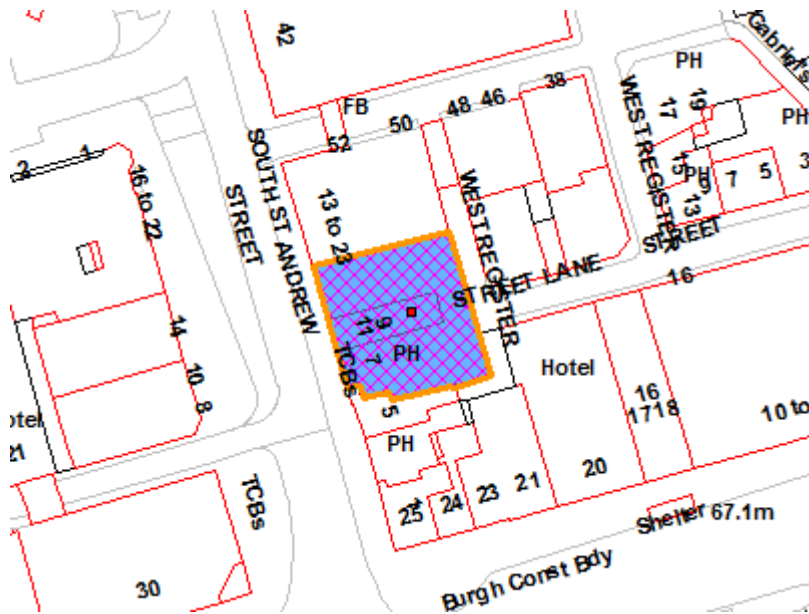 42
FB
38
48 46
50
52
PH
19
17
PH
Gabriel's
SOUTH ST ANDREW
STREET
WEST REGISTER
WEST REGISTER
STREET LANE
STREET
2
1
16 to 22
13 to 23
15
PH
9
7
5
3
13
16
14
10
8
11
9
7
PH
TCBs
5
PH
Hotel
16
1718
10 to
otel
21
20
21
23
24
25
1
TCBs
Shelter 67.1m
Burgh Const Bdy
30